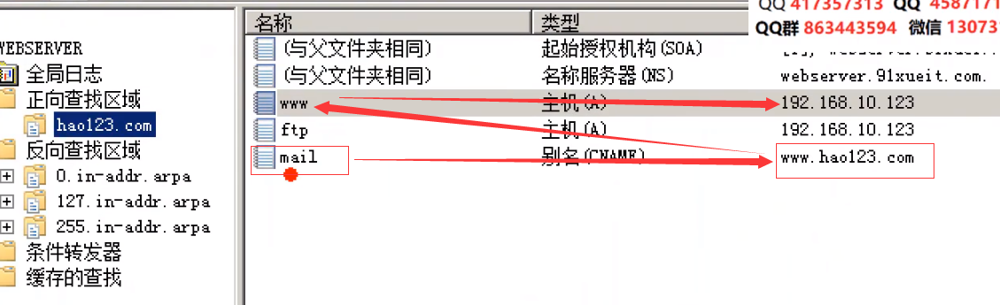 QQ 417357313 QQ 4587171
QQ群 863443594 微信 13073
名称 类型
WEBSERVER
全局日志
正向查找区域
hao123.com
反向查找区域
0.in-addr.arpa
127.in-addr.arpa
255.in-addr.arpa
条件转发器
缓存的查找
(与父文件夹相同) 起始授权机构(SOA)
(与父文件夹相同) 名称服务器(NS) webserver.91xueit.com.
www 主机(A) 192.168.10.123
ftp 主机(A) 192.168.10.123
mail 别名(CNAME) www.hao123.com